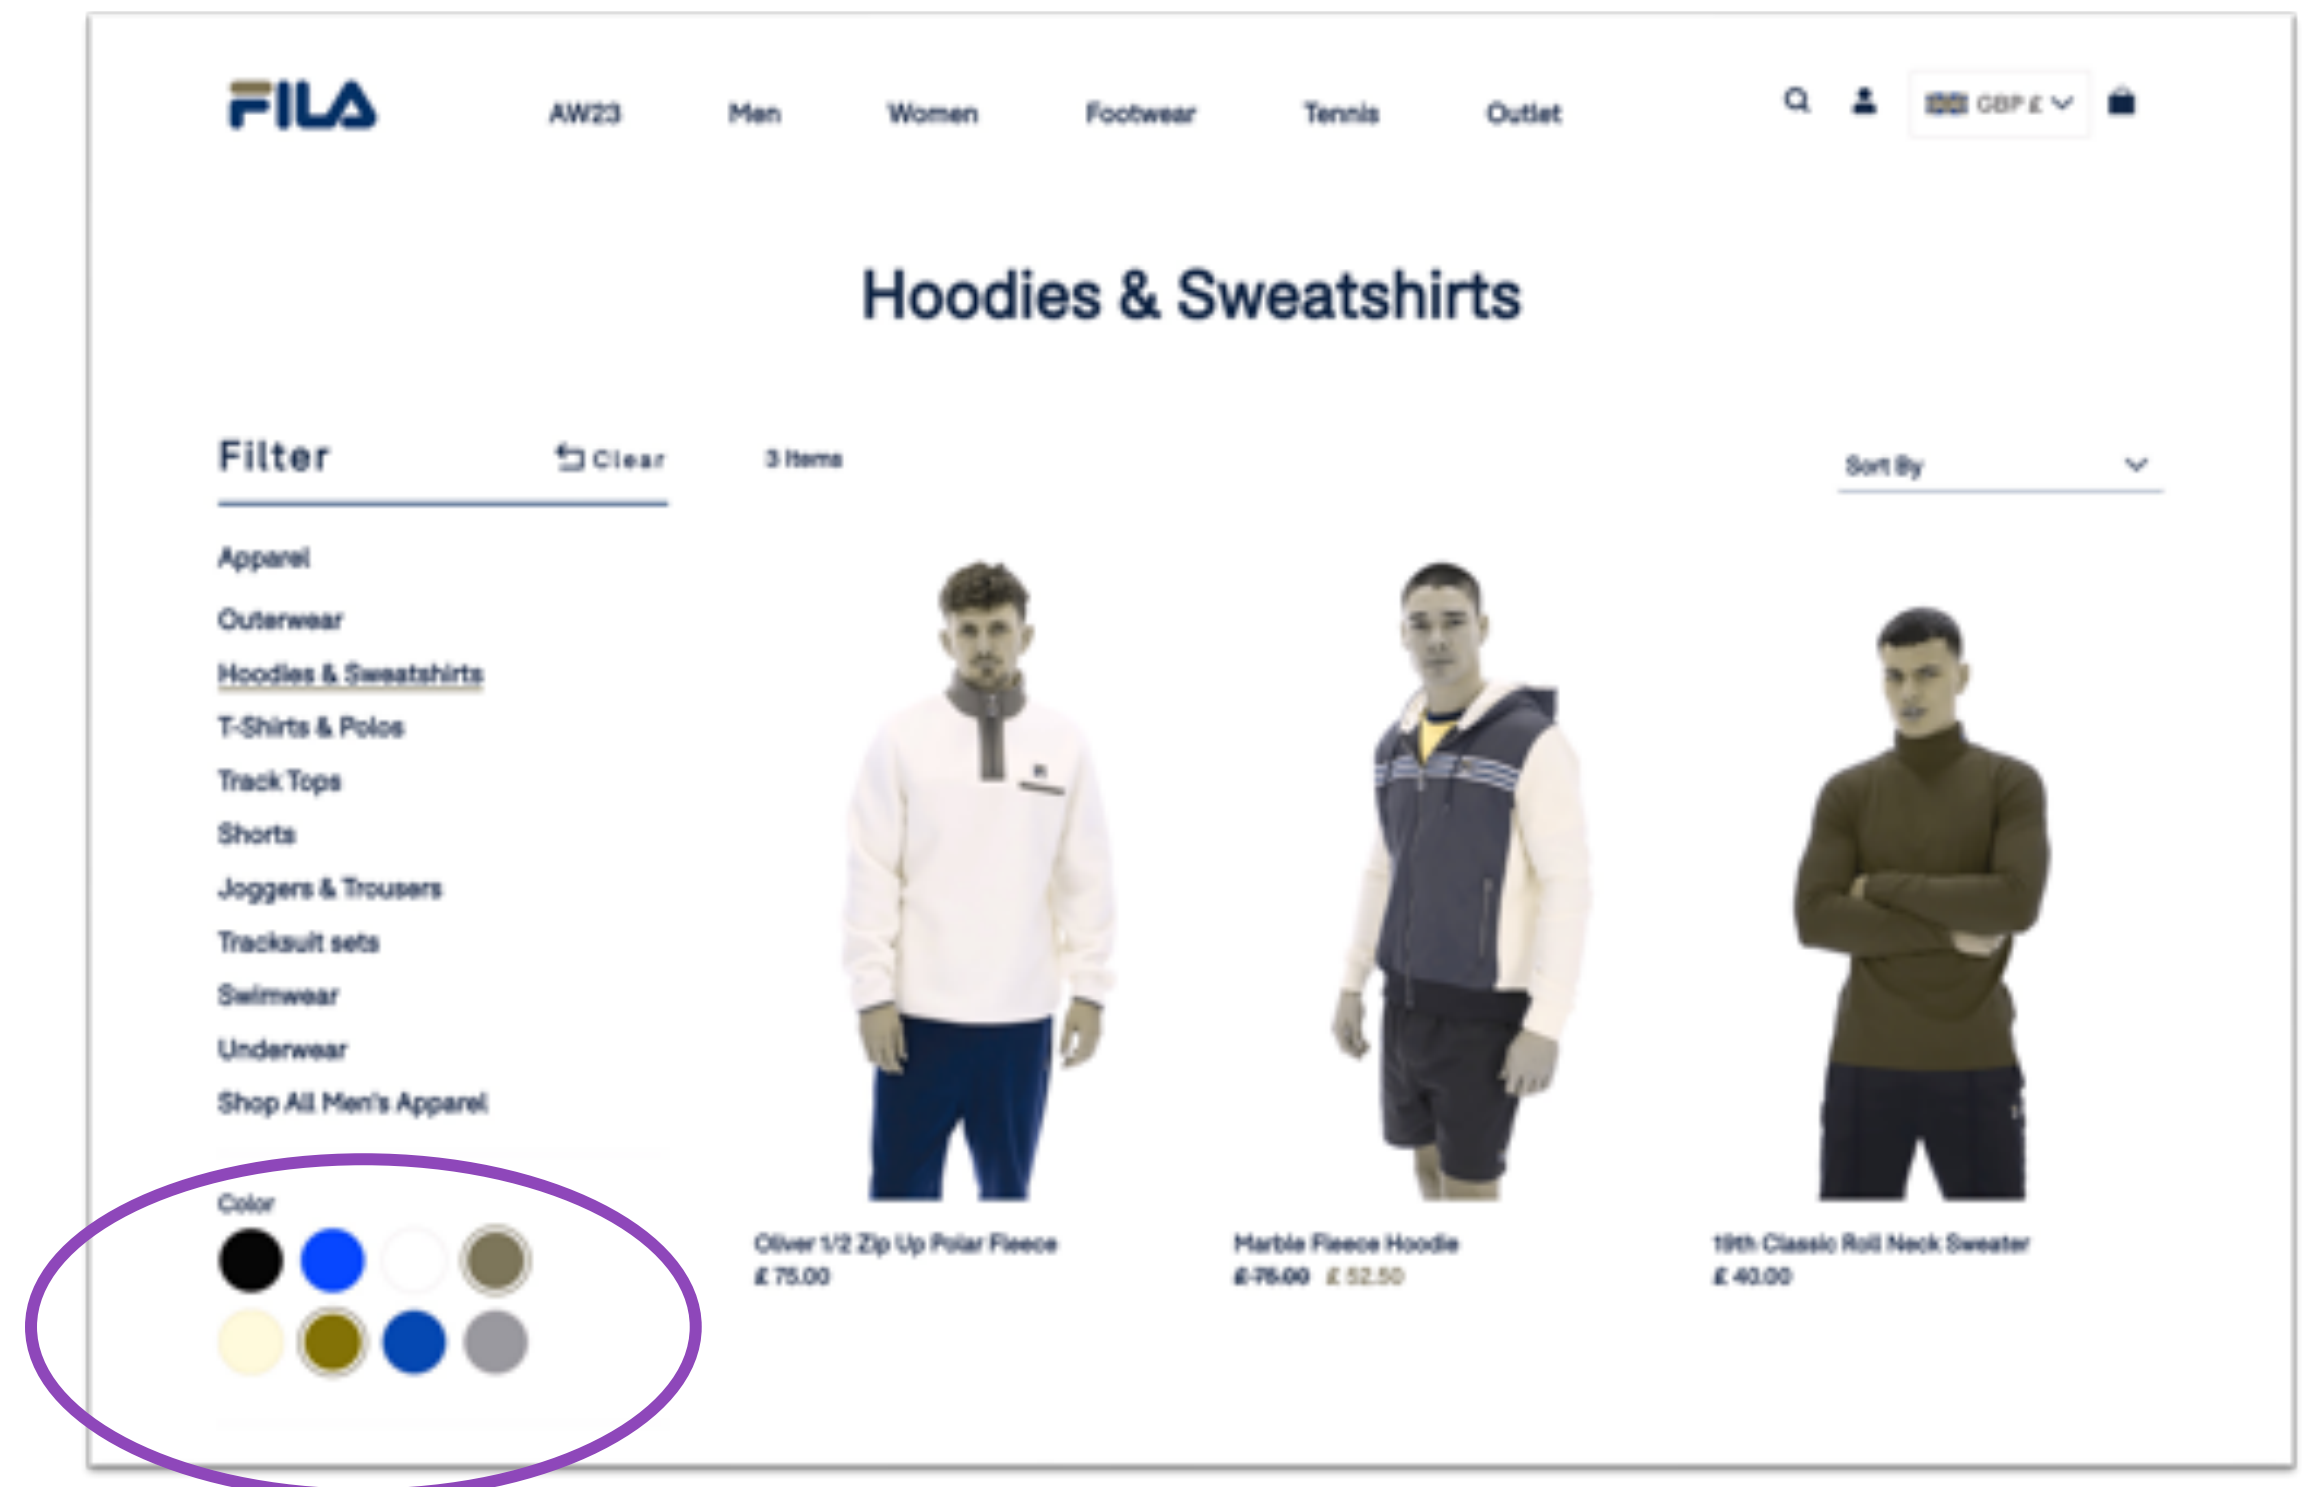 FILA
AW23 Men Women Footwear Tennis Outlet GBP £
Hoodies & Sweatshirts
Filter Clear 3 Items Sort By
Apparel
Outerwear
Hoodies & Sweatshirts
T-Shirts & Polos
Track Tops
Shorts
Joggers & Trousers
Tracksuit sets
Swimwear
Underwear
Shop All Men's Apparel
Color
Oliver 1/2 Zip Up Polar Fleece
£ 75.00
Marble Fleece Hoodie
£ 75.00 £ 52.50
19th Classic Roll Neck Sweater
£ 40.00